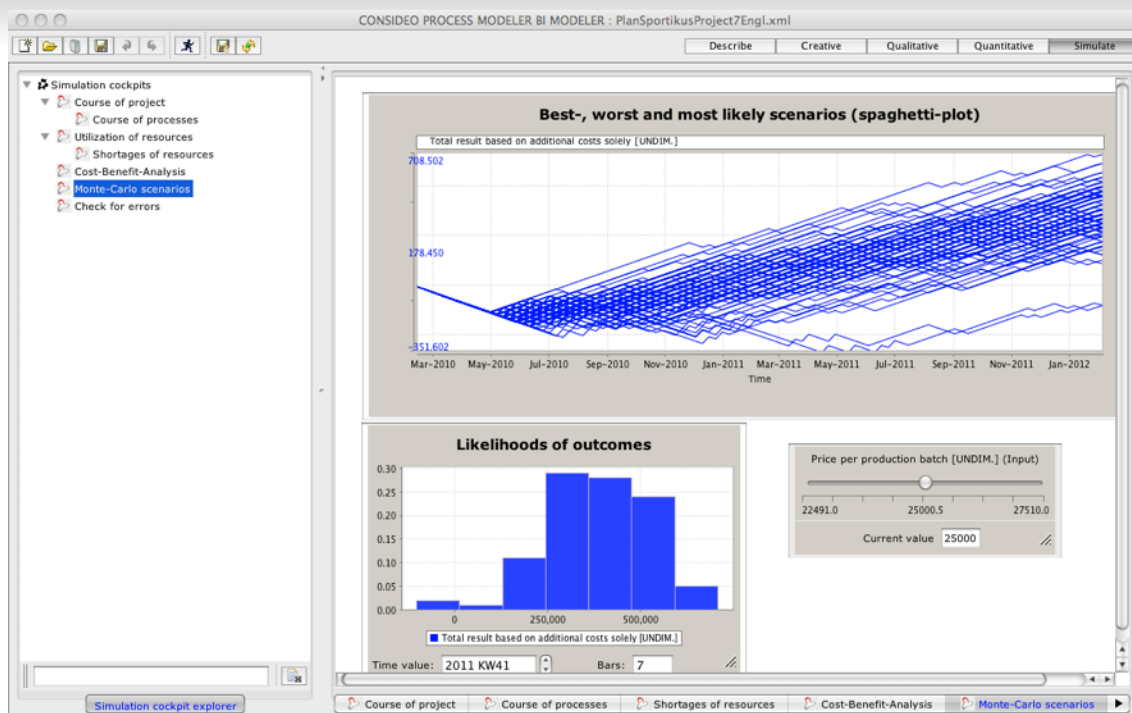 CONSIDEO PROCESS MODELER BI MODELER : PlanSportikusProject7Engl.xml
Describe Creative Qualitative Quantitative Simulate
Simulation cockpits
Course of project
Course of processes
Utilization of resources
Shortages of resources
Cost-Benefit-Analysis
Monte-Carlo scenarios
Check for errors
Best-, worst and most likely scenarios (spaghetti-plot)
Total result based on additional costs solely [UNDIM.]
708.502
178.450
-351.602
Mar-2010 May-2010 Jul-2010 Sep-2010 Nov-2010 Jan-2011 Mar-2011 May-2011 Jul-2011 Sep-2011 Nov-2011 Jan-2012
Time
Likelihoods of outcomes
0.30
0.25
0.20
0.15
0.10
0.05
0.00
0 250,000 500,000
Total result based on additional costs solely [UNDIM.]
Time value: 2011 KW41 Bars: 7
Price per production batch [UNDIM.] (Input)
22491.0 25000.5 27510.0
Current value 25000
Simulation cockpit explorer
Course of project Course of processes Shortages of resources Cost-Benefit-Analysis Monte-Carlo scenarios